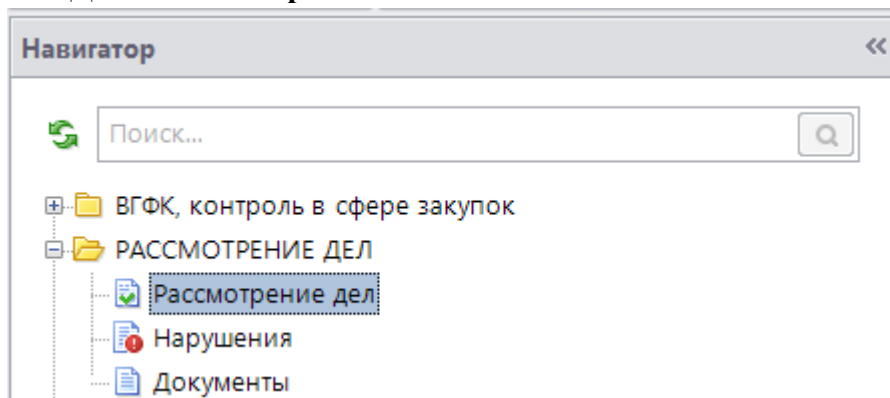 Навигатор
Поиск...
ВГФК, контроль в сфере закупок
РАССМОТРЕНИЕ ДЕЛ
Рассмотрение дел
Нарушения
Документы